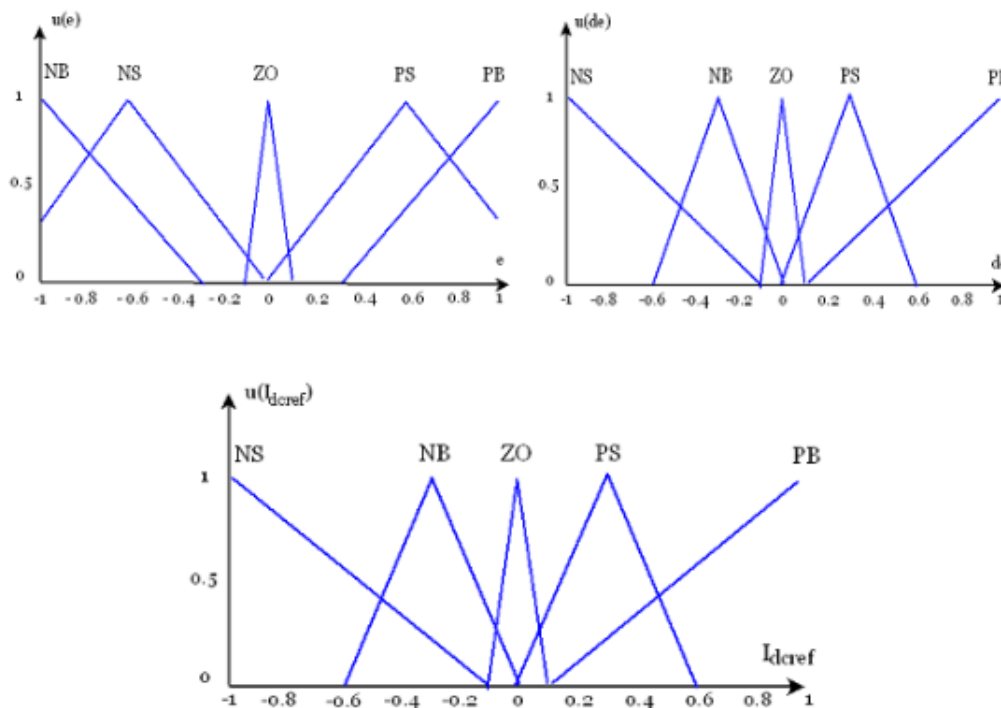 u(e)
NB NS ZO PS PB
1
0.5
0
e
-1 -0.8 -0.6 -0.4 -0.2 0 0.2 0.4 0.6 0.8 1
u(de)
NS NB ZO PS
1
0.5
0
-1 -0.8 -0.6 -0.4 -0.2 0 0.2 0.4 0.6 0.8
u(Idcref)
NS NB ZO PS PB
1
0.5
0
Idcref
-1 -0.8 -0.6 -0.4 -0.2 0 0.2 0.4 0.6 0.8 1